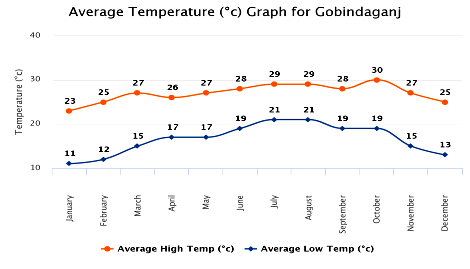 Average Temperature (°c) Graph for Gobindaganj
40
30
20
10
Temperature (°c)
23 25 27 26 27 28 29 29 28 30 27 25
11 12 15 17 17 19 21 21 19 19 15 13
January February March April May June July August September October November December
Average High Temp (°c) Average Low Temp (°c)